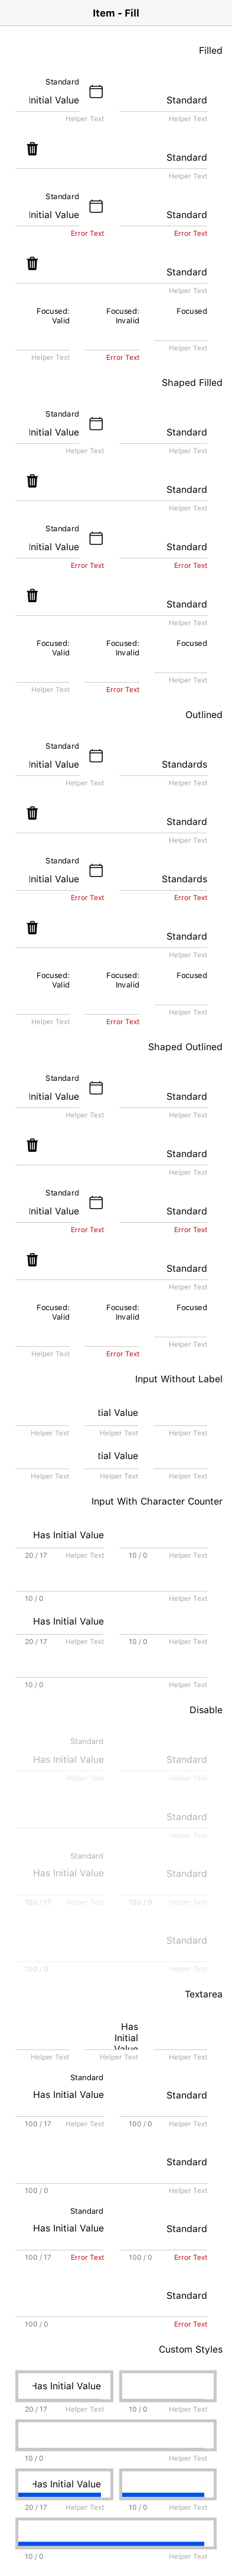 Item - Fill
Filled
Standard
Initial Value Standard
Helper Text Helper Text
Standard
Helper Text
Standard
Initial Value Standard
Error Text Error Text
Standard
Helper Text
Focused: Valid Focused: Invalid Focused
Helper Text Error Text Helper Text
Shaped Filled
Standard
Initial Value Standard
Helper Text Helper Text
Standard
Helper Text
Standard
Initial Value Standard
Error Text Error Text
Standard
Helper Text
Focused: Valid Focused: Invalid Focused
Helper Text Error Text Helper Text
Outlined
Standard
Initial Value Standards
Helper Text Helper Text
Standard
Helper Text
Standard
Initial Value Standards
Error Text Error Text
Standard
Helper Text
Focused: Valid Focused: Invalid Focused
Helper Text Error Text Helper Text
Shaped Outlined
Standard
Initial Value Standard
Helper Text Helper Text
Standard
Helper Text
Standard
Initial Value Standard
Error Text Error Text
Standard
Helper Text
Focused: Valid Focused: Invalid Focused
Helper Text Error Text Helper Text
Input Without Label
tial Value
Helper Text Helper Text Helper Text
tial Value
Helper Text Helper Text Helper Text
Input With Character Counter
Has Initial Value
20 / 17 Helper Text 10 / 0 Helper Text
10 / 0 Helper Text
Has Initial Value
20 / 17 Helper Text 10 / 0 Helper Text
10 / 0 Helper Text
Disable
Standard
Has Initial Value Standard
Helper Text Helper Text
Standard
Helper Text
Standard
Has Initial Value Standard
100 / 17 Helper Text 100 / 0 Helper Text
Standard
100 / 0 Helper Text
Textarea
Has
Initial
Value
Helper Text Helper Text Helper Text
Standard
Has Initial Value Standard
100 / 17 Helper Text 100 / 0 Helper Text
Standard
100 / 0 Helper Text
Standard
Has Initial Value Standard
100 / 17 Error Text 100 / 0 Error Text
Standard
100 / 0 Error Text
Custom Styles
Has Initial Value
20 / 17 Helper Text 10 / 0 Helper Text
10 / 0 Helper Text
Has Initial Value
20 / 17 Helper Text 10 / 0 Helper Text
10 / 0 Helper Text